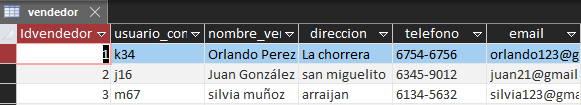 vendedor
Idvendedor usuario_con nombre_ve direccion telefono email
1 k34 Orlando Perez La chorrera 6754-6756 orlando123@g
2 j16 Juan González san miguelito 6345-9012 juan21@gmail
3 m67 silvia muñoz arraijan 6134-5632 silvia123@gm